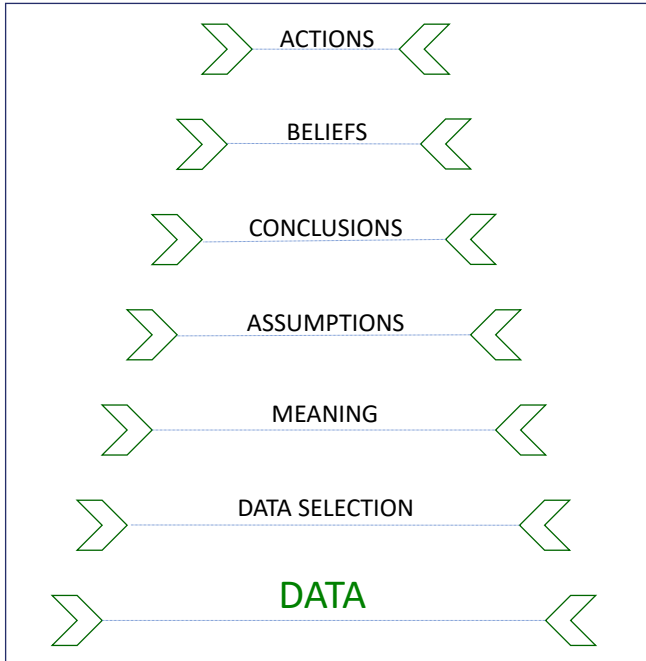 ACTIONS
BELIEFS
CONCLUSIONS
ASSUMPTIONS
MEANING
DATA SELECTION
DATA